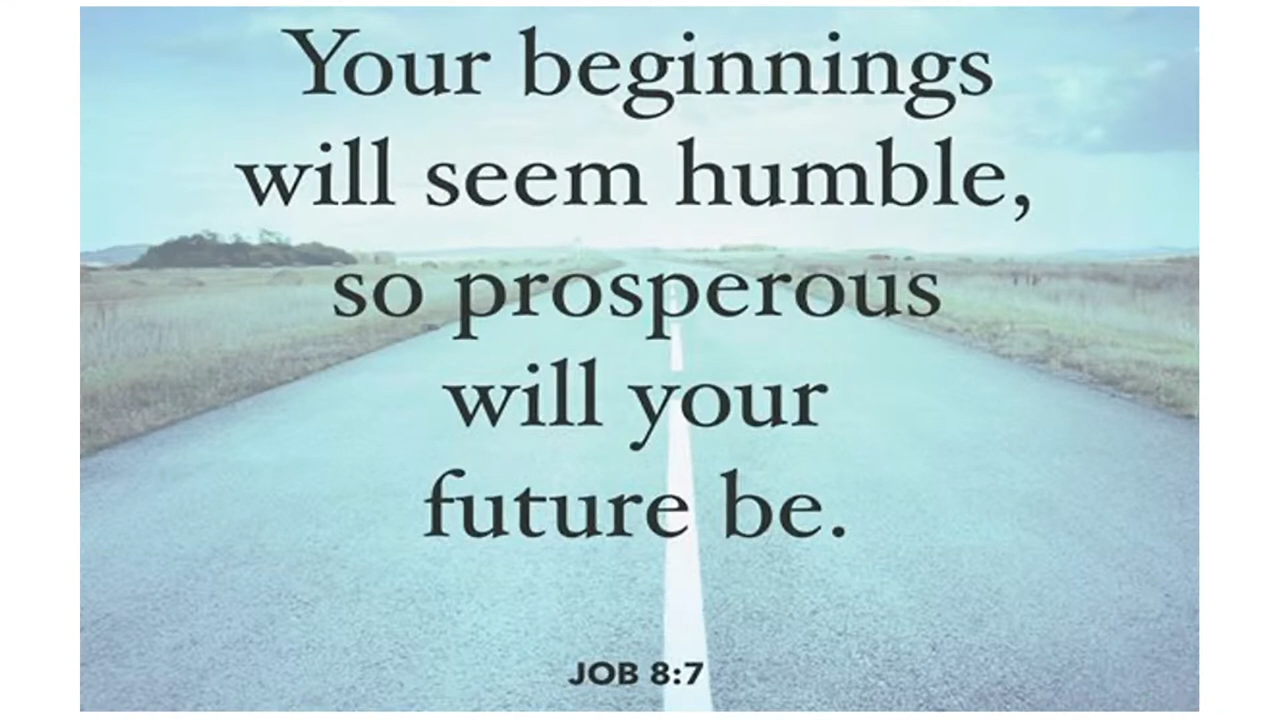 Your beginnings
will seem humble,
so prosperous
will your
future be.
JOB 8:7